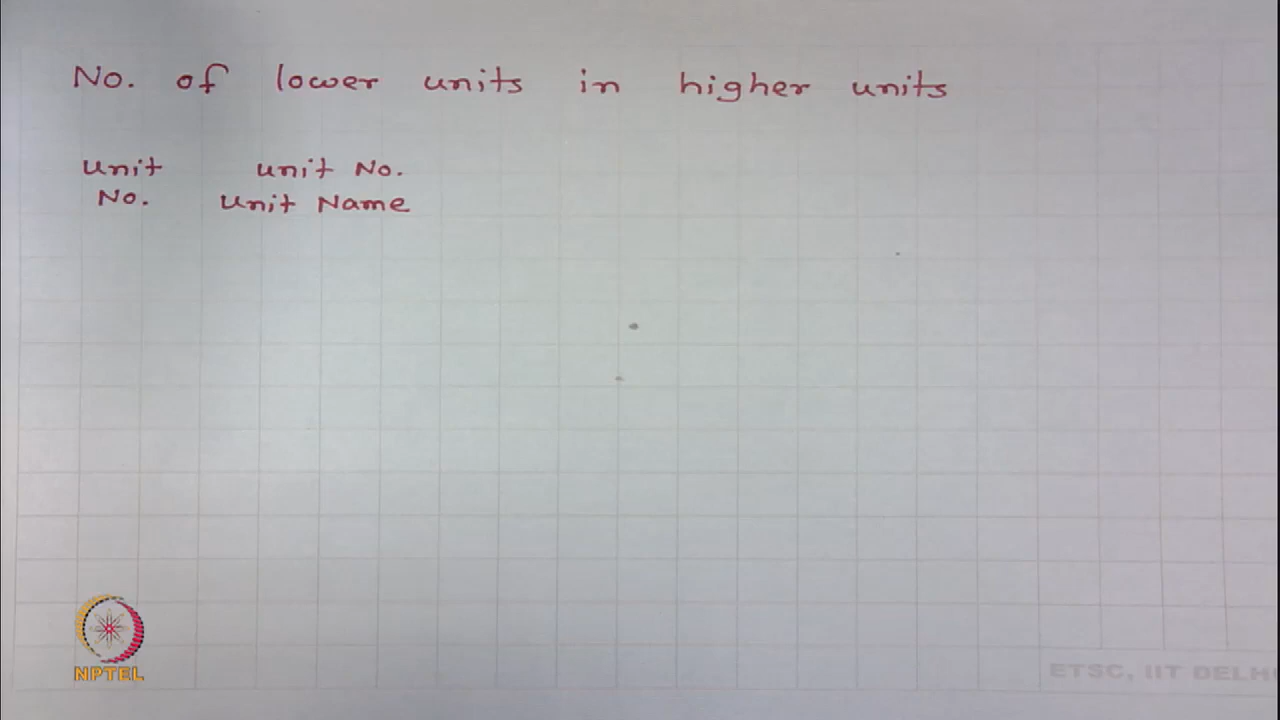 No. of lower units in higher units
Unit unit No.
No. Unit Name
NPTEL
ETSC, IIT DELHI